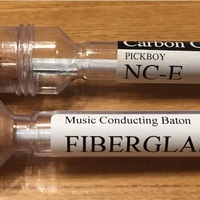 Carbon
PICKBOY
NC-E
Music Conducting Baton
FIBERGLA